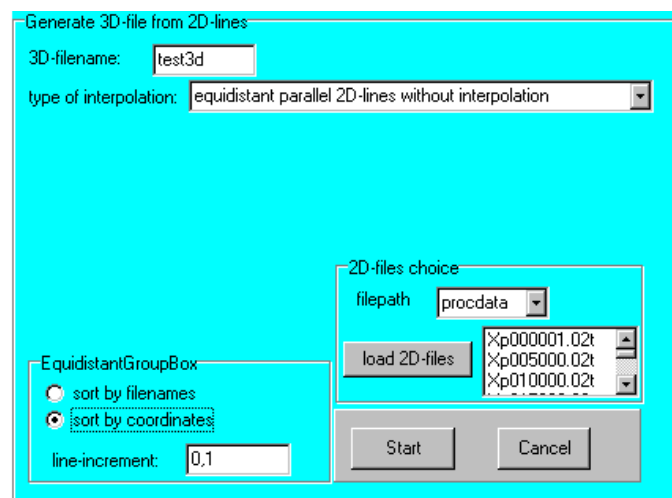 Generate 3D-file from 2D-lines
3D-filename: test3d
type of interpolation: equidistant parallel 2D-lines without interpolation
2D-files choice
filepath procdata
load 2D-files
Xp000001.02t
Xp005000.02t
Xp010000.02t
EquidistantGroupBox
sort by filenames
sort by coordinates
line-increment: 0,1
Start Cancel